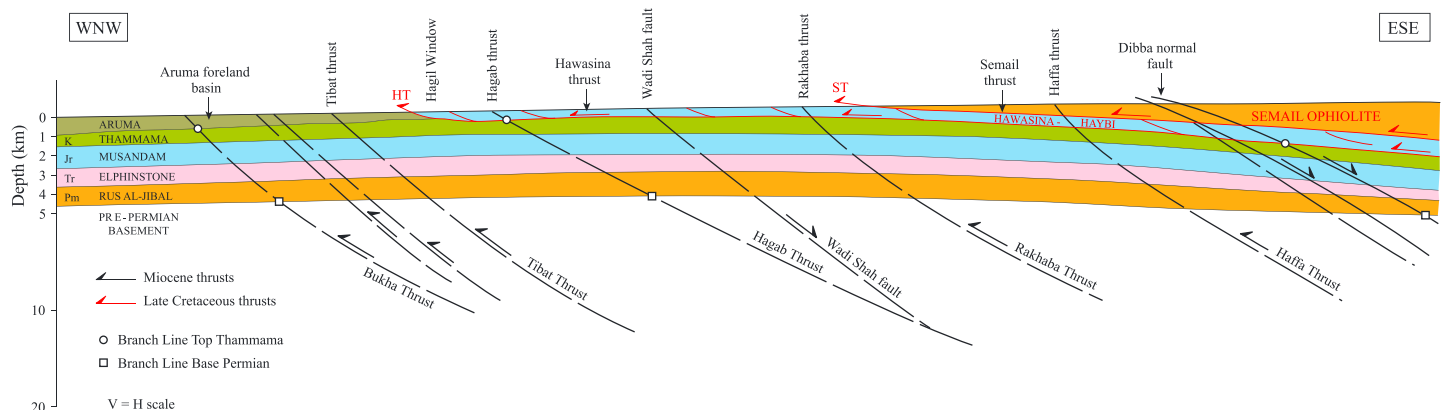 WNW
ESE
Aruma foreland
basin
Tibat thrust
HT
Hagil Window
Hagab thrust
Hawasina
thrust
Wadi Shah fault
Rakhaba thrust
ST
Semail
thrust
Haffa thrust
Dibba normal
fault
Depth (km)
0
1
2
3
4
5
10
20
ARUMA
K THAMMAMA
Jr MUSANDAM
Tr ELPHINSTONE
Pm RUS AL-JIBAL
PRE-PERMIAN
BASEMENT
HAWASINA - HAYBI
SEMAIL OPHIOLITE
Bukha Thrust
Tibat Thrust
Hagab Thrust
Wadi Shah fault
Rakhaba Thrust
Haffa Thrust
Miocene thrusts
Late Cretaceous thrusts
Branch Line Top Thammama
Branch Line Base Permian
V = H scale